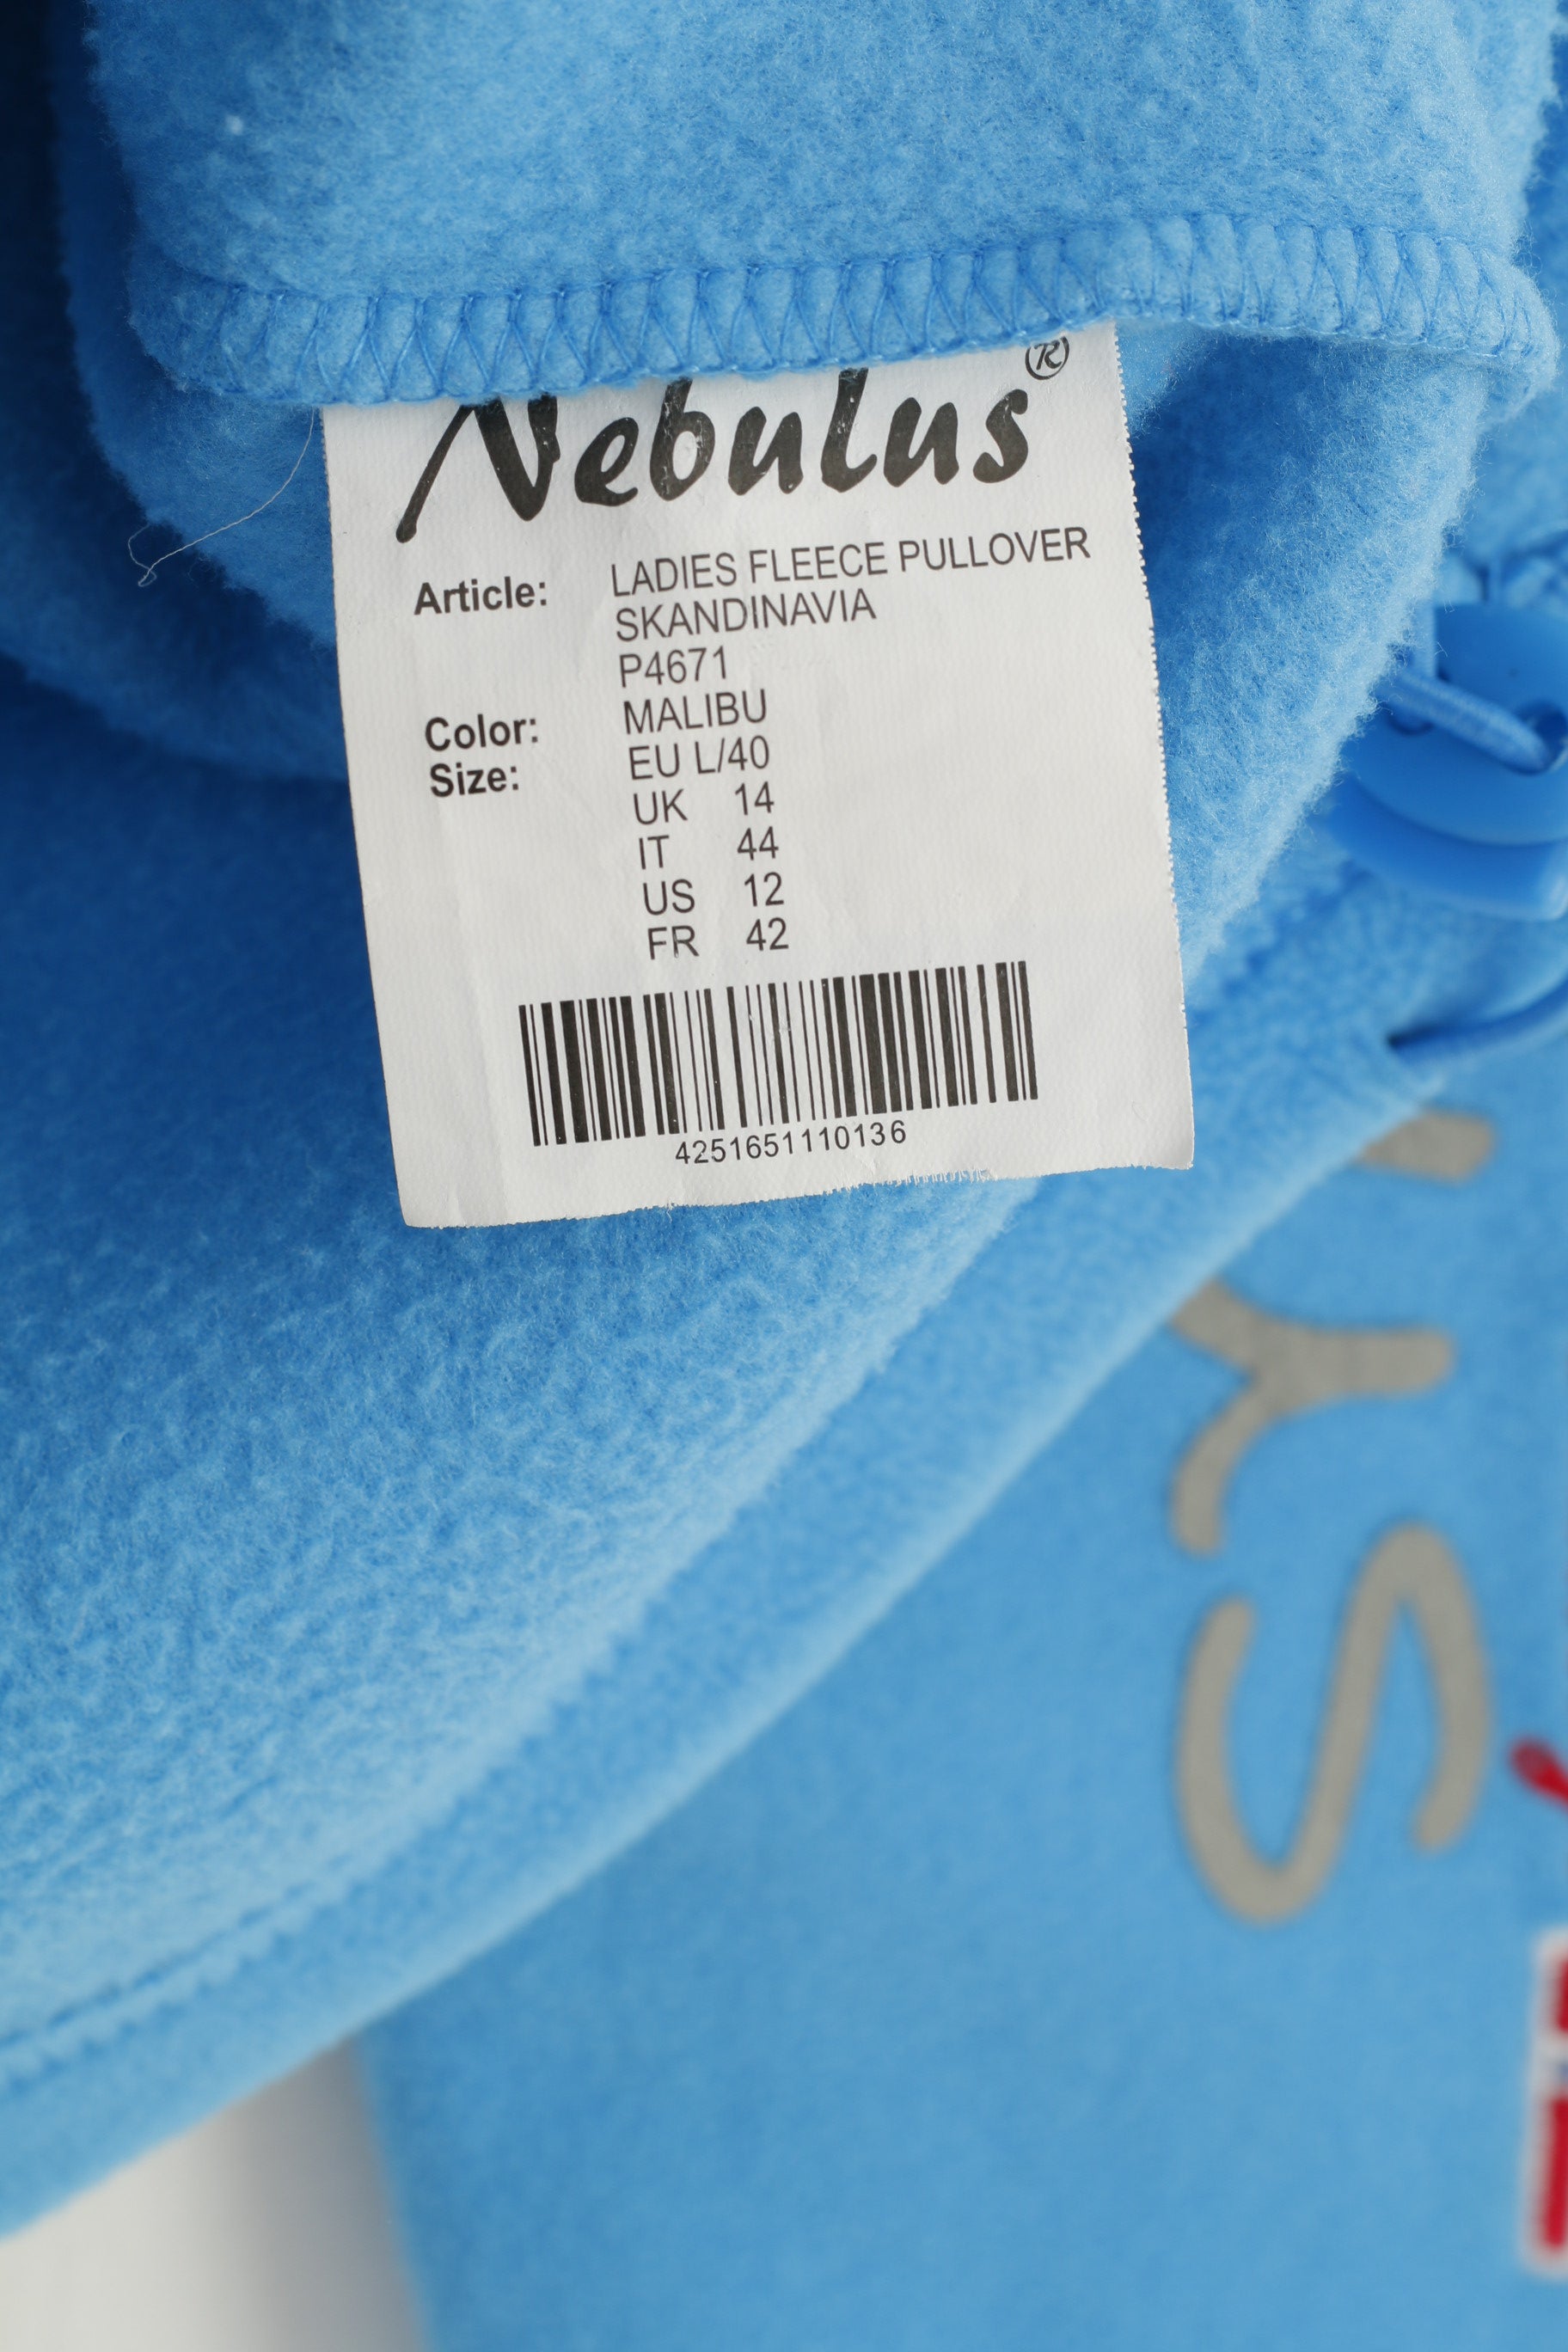 Nebulus®
Article: LADIES FLEECE PULLOVER
SKANDINAVIA
P4671
Color: MALIBU
Size: EU L/40
UK 14
IT 44
US 12
FR 42
4251651110136